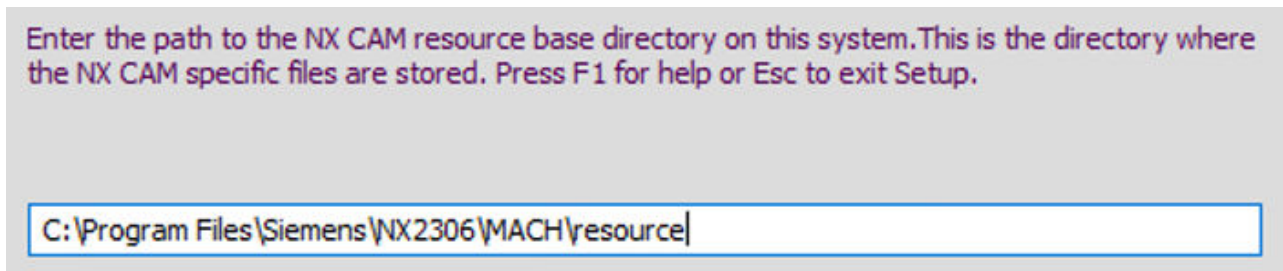 Enter the path to the NX CAM resource base directory on this system.This is the directory where
the NX CAM specific files are stored. Press F1 for help or Esc to exit Setup.
C:\Program Files\Siemens\NX2306\MACH\resource